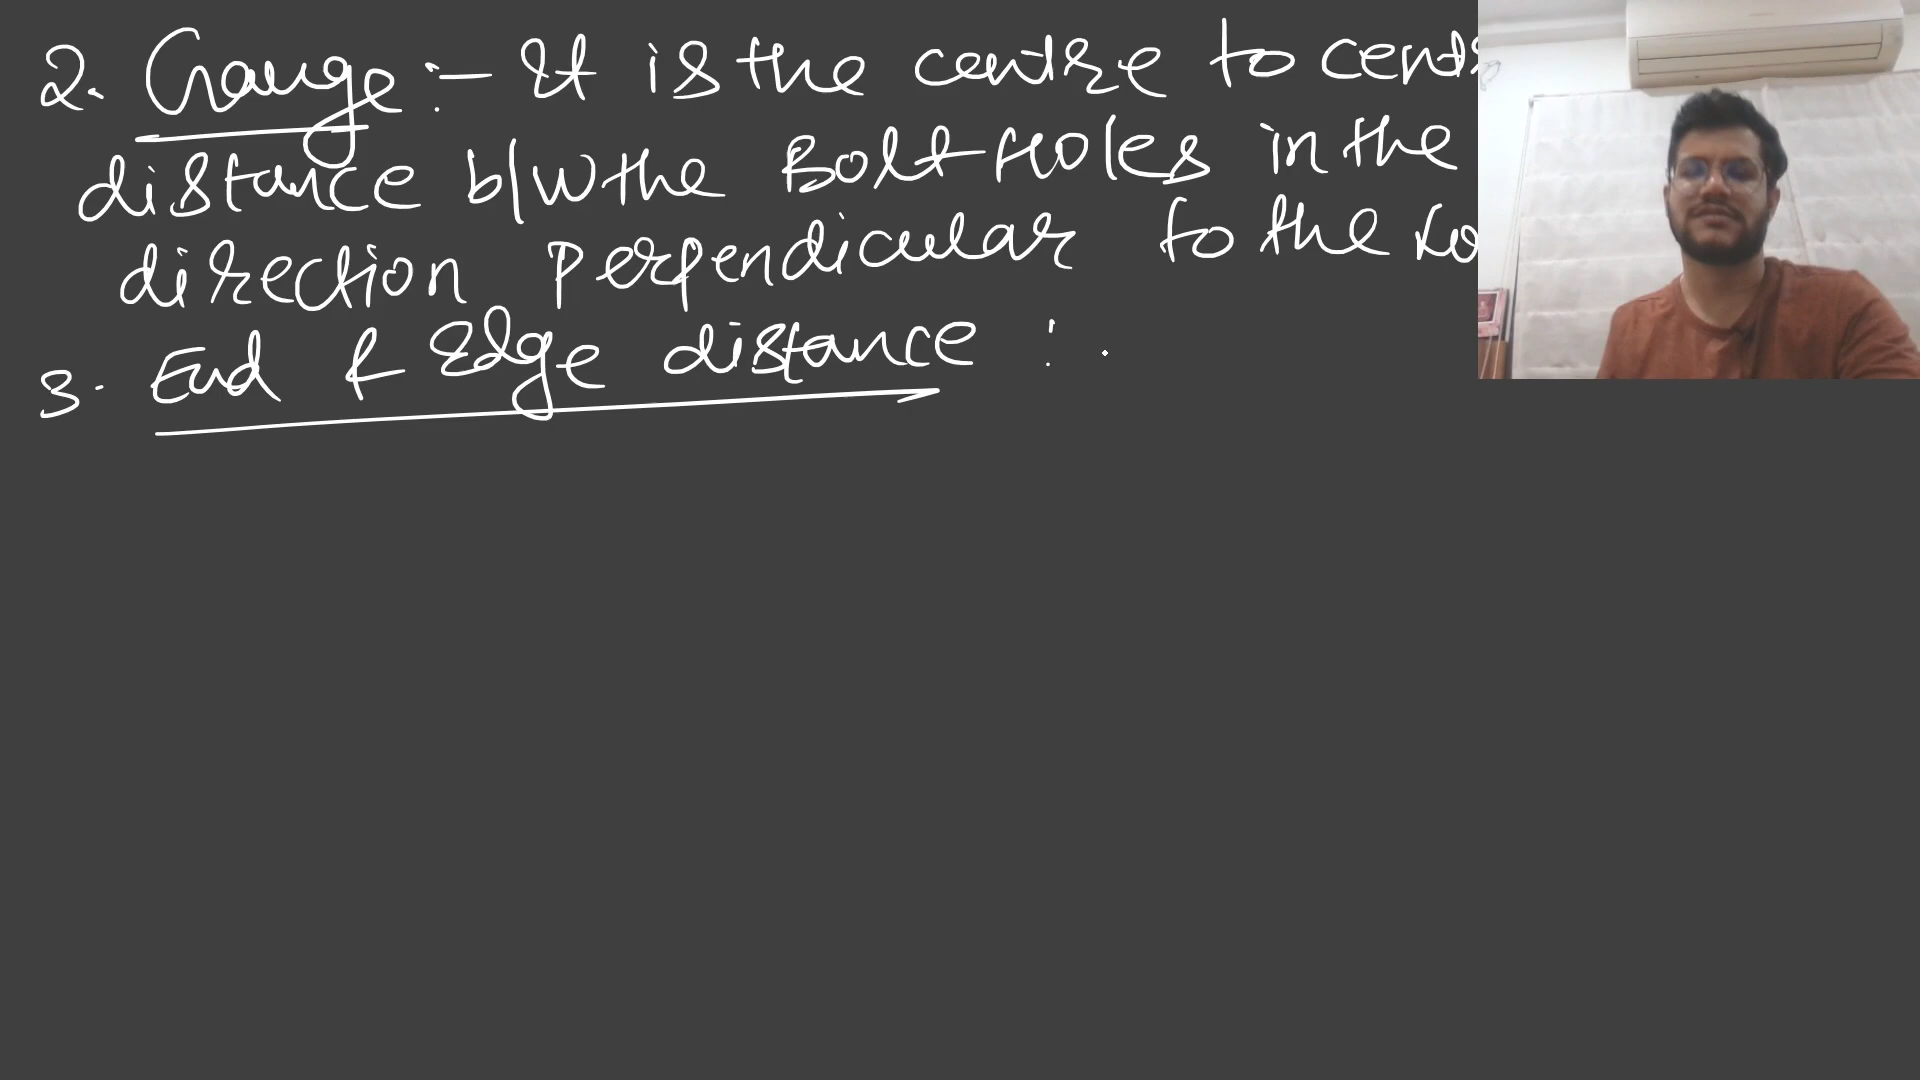 2. Gauge :- It is the centre to cent
distance b/w the Bolt Holes in the
direction perpendicular to the lo
3. End & Edge distance :